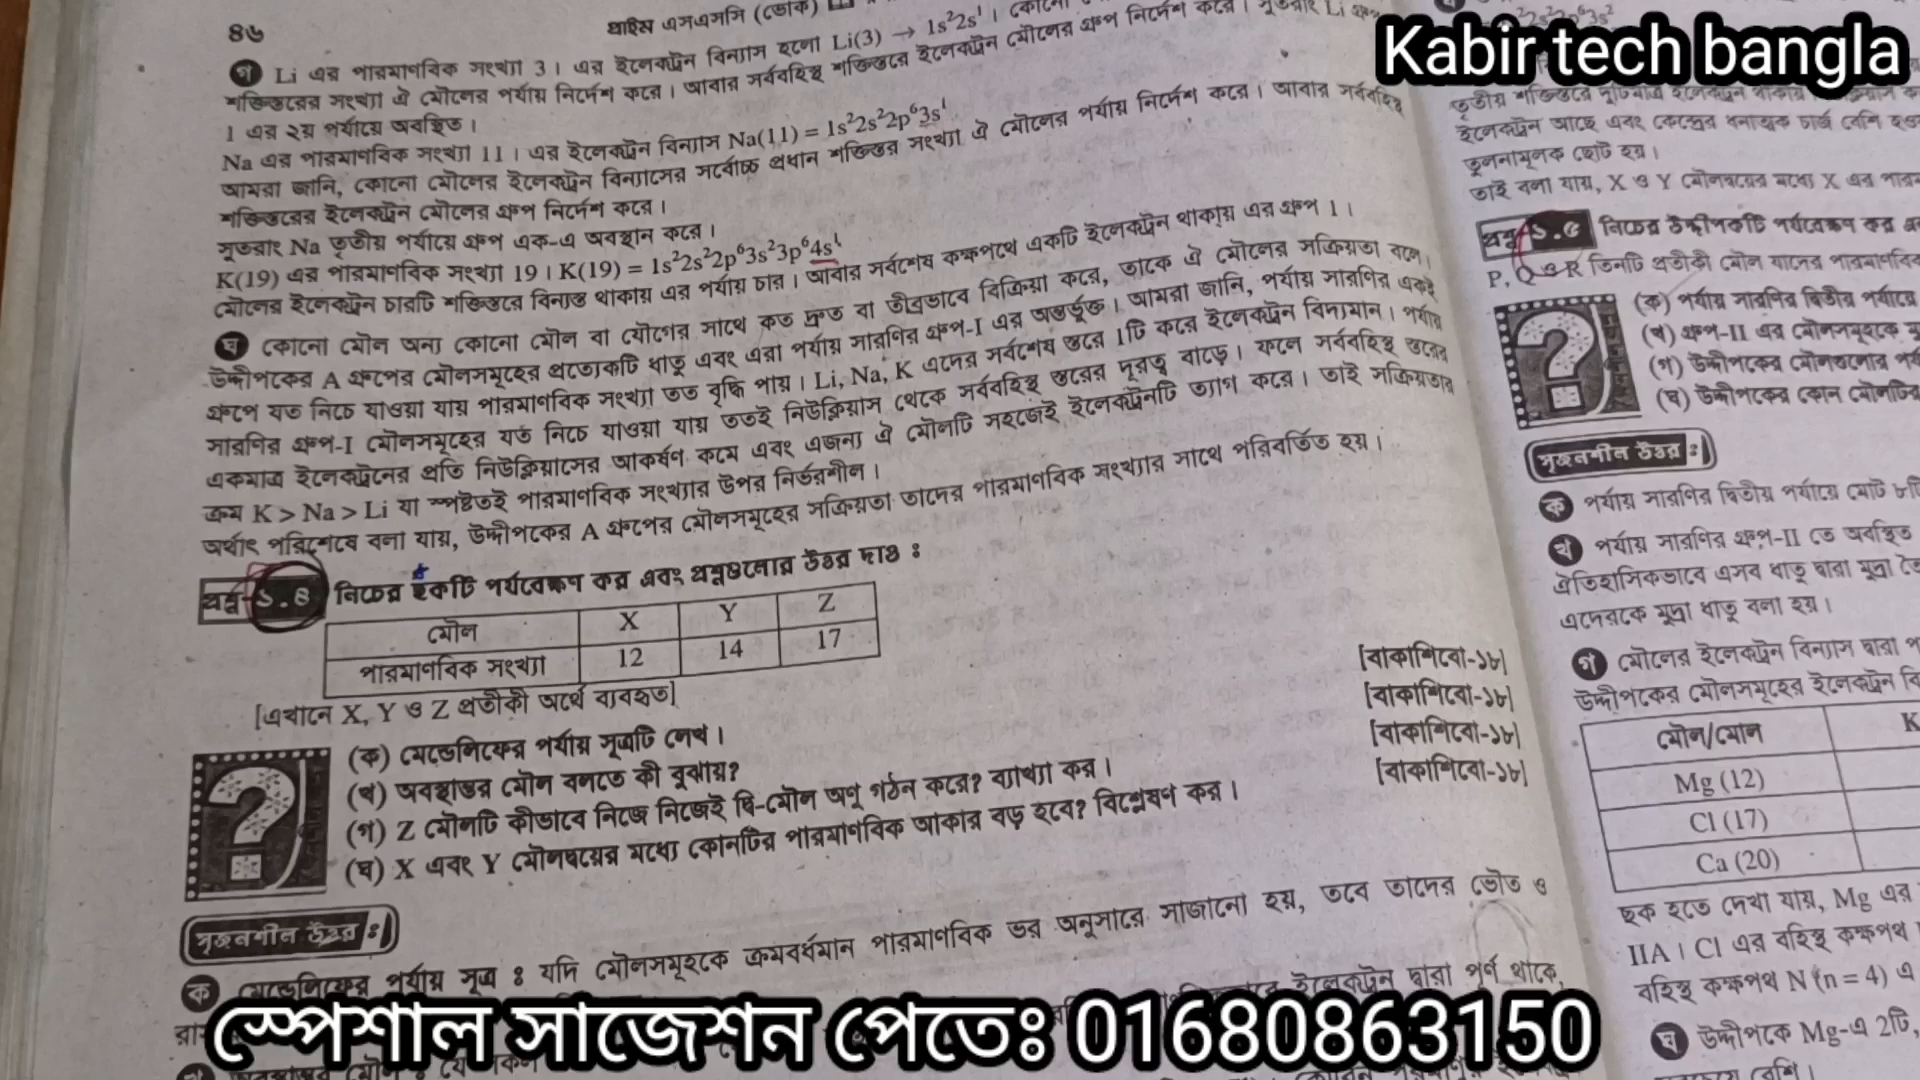 ৪৬
প্রাইম এসএসসি (ভোক)
Kabir tech bangla
গ Li এর পারমাণবিক সংখ্যা 3। এর ইলেকট্রন বিন্যাস হলো Li(3) → 1s²2s¹।
শক্তিস্তরের সংখ্যা ঐ মৌলের পর্যায় নির্দেশ করে। আবার সর্ববহিস্থ শক্তিস্তরে ইলেকট্রন মৌলের গ্রুপ নির্দেশ করে। সুতরাং Li গ্রুপ
1 এর ২য় পর্যায়ে অবস্থিত।
Na এর পারমাণবিক সংখ্যা 11। এর ইলেকট্রন বিন্যাস Na(11) = 1s²2s²2p⁶3s¹
আমরা জানি, কোনো মৌলের ইলেকট্রন বিন্যাসের সর্বোচ্চ প্রধান শক্তিস্তর সংখ্যা ঐ মৌলের পর্যায় নির্দেশ করে। আবার সর্ববহিস্থ
শক্তিস্তরের ইলেকট্রন মৌলের গ্রুপ নির্দেশ করে।
সুতরাং Na তৃতীয় পর্যায়ে গ্রুপ এক-এ অবস্থান করে।
K(19) এর পারমাণবিক সংখ্যা 19। K(19) = 1s²2s²2p⁶3s²3p⁶4s¹
মৌলের ইলেকট্রন চারটি শক্তিস্তরে বিন্যস্ত থাকায় এর পর্যায় চার। আবার সর্বশেষ কক্ষপথে একটি ইলেকট্রন থাকায় এর গ্রুপ 1।
ঘ কোনো মৌল অন্য কোনো মৌল বা যৌগের সাথে কত দ্রুত বা তীব্রভাবে বিক্রিয়া করে, তাকে ঐ মৌলের সক্রিয়তা বলে।
উদ্দীপকের A গ্রুপের মৌলসমূহের প্রত্যেকটি ধাতু এবং এরা পর্যায় সারণির গ্রুপ-I এর অন্তর্ভুক্ত। আমরা জানি, পর্যায় সারণির একই
গ্রুপে যত নিচে যাওয়া যায় পারমাণবিক সংখ্যা তত বৃদ্ধি পায়। Li, Na, K এদের সর্বশেষ স্তরে 1টি করে ইলেকট্রন বিদ্যমান। পর্যায়
সারণির গ্রুপ-I মৌলসমূহের যত নিচে যাওয়া যায় ততই নিউক্লিয়াস থেকে সর্ববহিস্থ স্তরের দূরত্ব বাড়ে। ফলে সর্ববহিস্থ স্তরের
একমাত্র ইলেকট্রনের প্রতি নিউক্লিয়াসের আকর্ষণ কমে এবং এজন্য ঐ মৌলটি সহজেই ইলেকট্রনটি ত্যাগ করে। তাই সক্রিয়তার
ক্রম K > Na > Li যা স্পষ্টতই পারমাণবিক সংখ্যার উপর নির্ভরশীল।
অর্থাৎ পরিশেষে বলা যায়, উদ্দীপকের A গ্রুপের মৌলসমূহের সক্রিয়তা তাদের পারমাণবিক সংখ্যার সাথে পরিবর্তিত হয়।
প্রশ্ন-১.৪ নিচের ছকটি পর্যবেক্ষণ কর এবং প্রশ্নগুলোর উত্তর দাও :
মৌল X Y Z
পারমাণবিক সংখ্যা 12 14 17
[এখানে X, Y ও Z প্রতীকী অর্থে ব্যবহৃত]
(ক) মেন্ডেলিফের পর্যায় সূত্রটি লেখ। [বাকাশিবো-১৮]
(খ) অবস্থান্তর মৌল বলতে কী বুঝায়? [বাকাশিবো-১৮]
(গ) Z মৌলটি কীভাবে নিজে নিজেই দ্বি-মৌল অণু গঠন করে? ব্যাখ্যা কর। [বাকাশিবো-১৮]
(ঘ) X এবং Y মৌলদ্বয়ের মধ্যে কোনটির পারমাণবিক আকার বড় হবে? বিশ্লেষণ কর। [বাকাশিবো-১৮]
সৃজনশীল উত্তর :
ক মেন্ডেলিফের পর্যায় সূত্র : যদি মৌলসমূহকে ক্রমবর্ধমান পারমাণবিক ভর অনুসারে সাজানো হয়, তবে তাদের ভৌত ও
ইলেকট্রন দ্বারা পূর্ণ থাকে,
স্পেশাল সাজেশন পেতেঃ 01680863150
ইলেকট্রন আছে এবং কেন্দ্রের ধনাত্মক চার্জ বেশি
তুলনামূলক ছোট হয়।
তাই বলা যায়, X ও Y মৌলদ্বয়ের মধ্যে X এর
প্রশ্ন-১.৫ নিচের উদ্দীপকটি পর্যবেক্ষণ কর
P, Q ও R তিনটি প্রতীকী মৌল যাদের পারমাণবিক
(ক) পর্যায় সারণির দ্বিতীয় পর্যায়ে
(খ) গ্রুপ-II এর মৌলসমূহকে
(গ) উদ্দীপকের মৌলগুলোর
(ঘ) উদ্দীপকের কোন মৌলটির
সৃজনশীল উত্তর :
ক পর্যায় সারণির দ্বিতীয় পর্যায়ে মোট ৮টি
খ পর্যায় সারণির গ্রুপ-II তে অবস্থিত
ঐতিহাসিকভাবে এসব ধাতু দ্বারা মুদ্রা
এদেরকে মুদ্রা ধাতু বলা হয়।
গ মৌলের ইলেকট্রন বিন্যাস দ্বারা
উদ্দীপকের মৌলসমূহের ইলেকট্রন
মৌল/যোল K
Mg (12)
Cl (17)
Ca (20)
ছক হতে দেখা যায়, Mg এর
IIA। Cl এর বহিস্থ কক্ষপথ
বহিস্থ কক্ষপথ N (n = 4) এ
ঘ উদ্দীপকে Mg-এ 2টি,